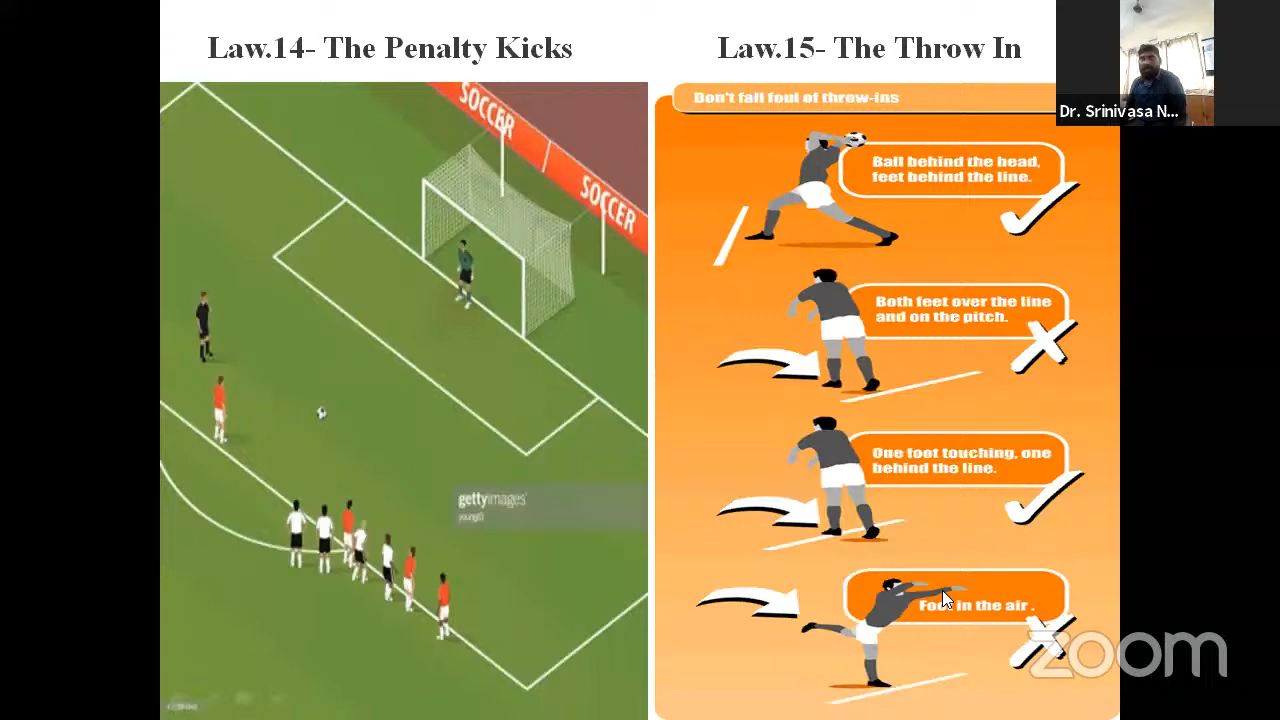 Law.14- The Penalty Kicks
SOCCER
SOCCER
gettyimages
Law.15- The Throw In
Don't fall foul of throw-ins
Ball behind the head,
feet behind the line.
Both feet over the line
and on the pitch.
One foot touching, one
behind the line.
Foot in the air .
Dr. Srinivasa N...
zoom